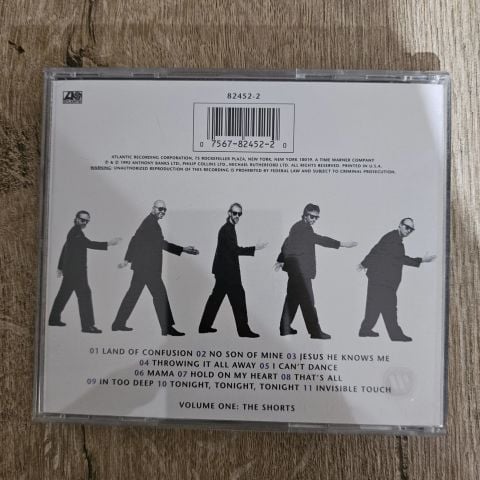 82452-2
0 7567-82452-2 0
ATLANTIC RECORDING CORPORATION, 75 ROCKEFELLER PLAZA, NEW YORK, NEW YORK 10019. A TIME WARNER COMPANY
℗ & © 1992 ANTHONY BANKS LTD., PHILIP COLLINS LTD., MICHAEL RUTHERFORD LTD. ALL RIGHTS RESERVED. PRINTED IN U.S.A.
WARNING: UNAUTHORIZED REPRODUCTION OF THIS RECORDING IS PROHIBITED BY FEDERAL LAW AND SUBJECT TO CRIMINAL PROSECUTION.
01 LAND OF CONFUSION 02 NO SON OF MINE 03 JESUS HE KNOWS ME
04 THROWING IT ALL AWAY 05 I CAN'T DANCE
06 MAMA 07 HOLD ON MY HEART 08 THAT'S ALL
09 IN TOO DEEP 10 TONIGHT, TONIGHT, TONIGHT 11 INVISIBLE TOUCH
VOLUME ONE: THE SHORTS